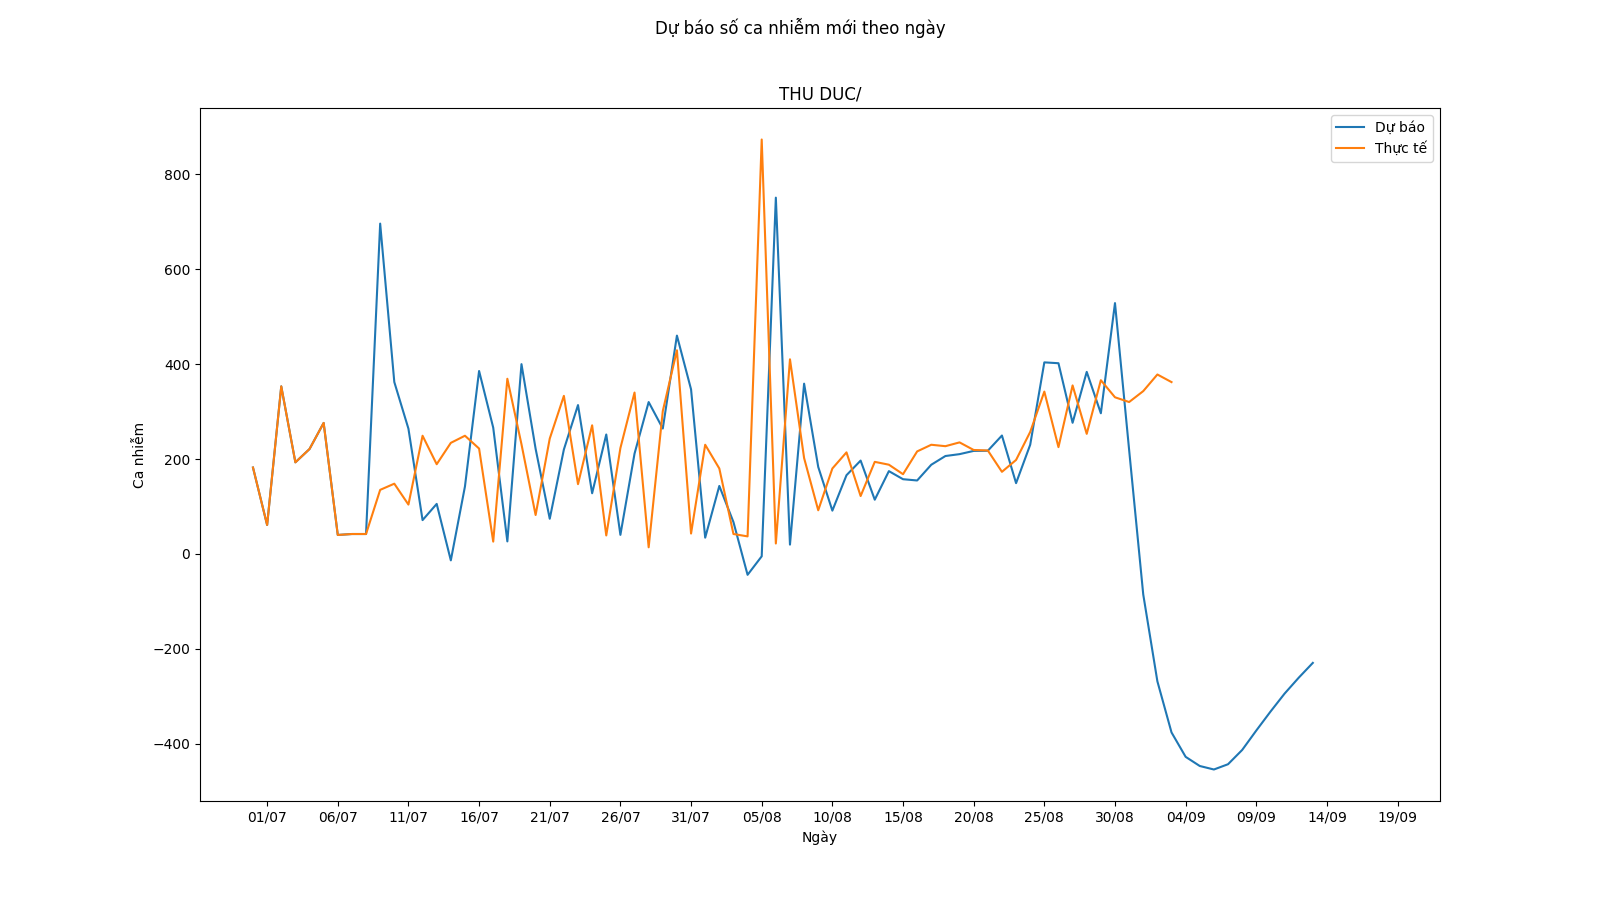 Dự báo số ca nhiễm mới theo ngày
THU DUC/
Dự báo
Thực tế
800
600
400
200
0
−200
−400
Ca nhiễm
01/07 06/07 11/07 16/07 21/07 26/07 31/07 05/08 10/08 15/08 20/08 25/08 30/08 04/09 09/09 14/09 19/09
Ngày